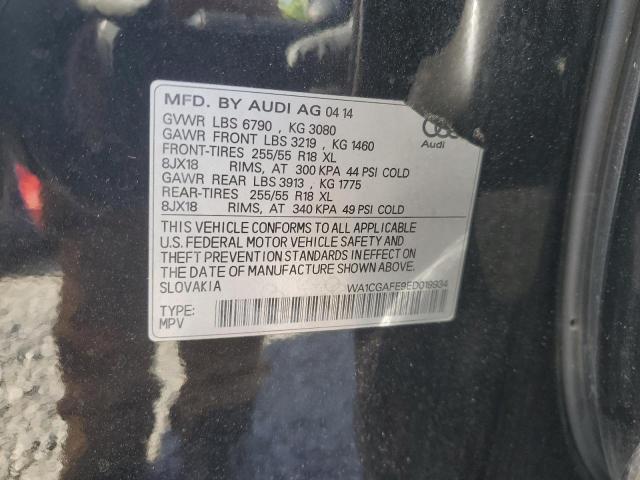 MFD. BY AUDI AG 04 14
GVWR LBS 6790 , KG 3080
GAWR FRONT LBS 3219 , KG 1460
FRONT-TIRES 255/55 R18 XL
8JX18 RIMS, AT 300 KPA 44 PSI COLD
GAWR REAR LBS 3913 , KG 1775
REAR-TIRES 255/55 R18 XL
8JX18 RIMS, AT 340 KPA 49 PSI COLD
Audi
THIS VEHICLE CONFORMS TO ALL APPLICABLE
U.S. FEDERAL MOTOR VEHICLE SAFETY AND
THEFT PREVENTION STANDARDS IN EFFECT ON
THE DATE OF MANUFACTURE SHOWN ABOVE.
SLOVAKIA
WA1CGAFE9ED019934
TYPE:
MPV